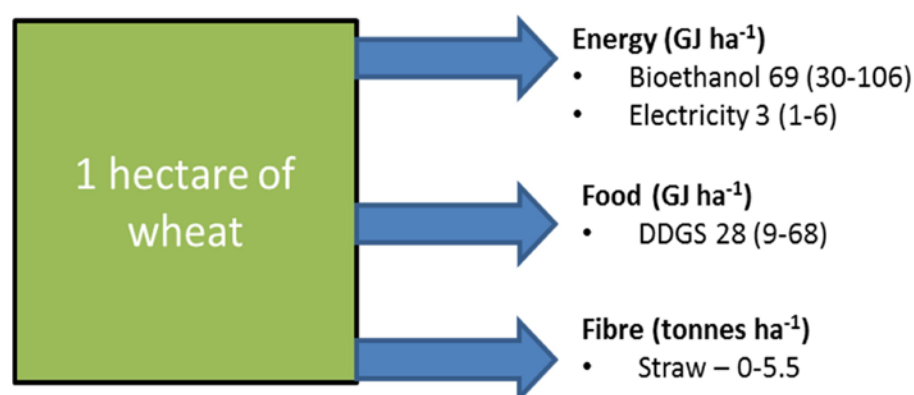 1 hectare of
wheat
Energy (GJ ha⁻¹)
• Bioethanol 69 (30-106)
• Electricity 3 (1-6)
Food (GJ ha⁻¹)
• DDGS 28 (9-68)
Fibre (tonnes ha⁻¹)
• Straw – 0-5.5